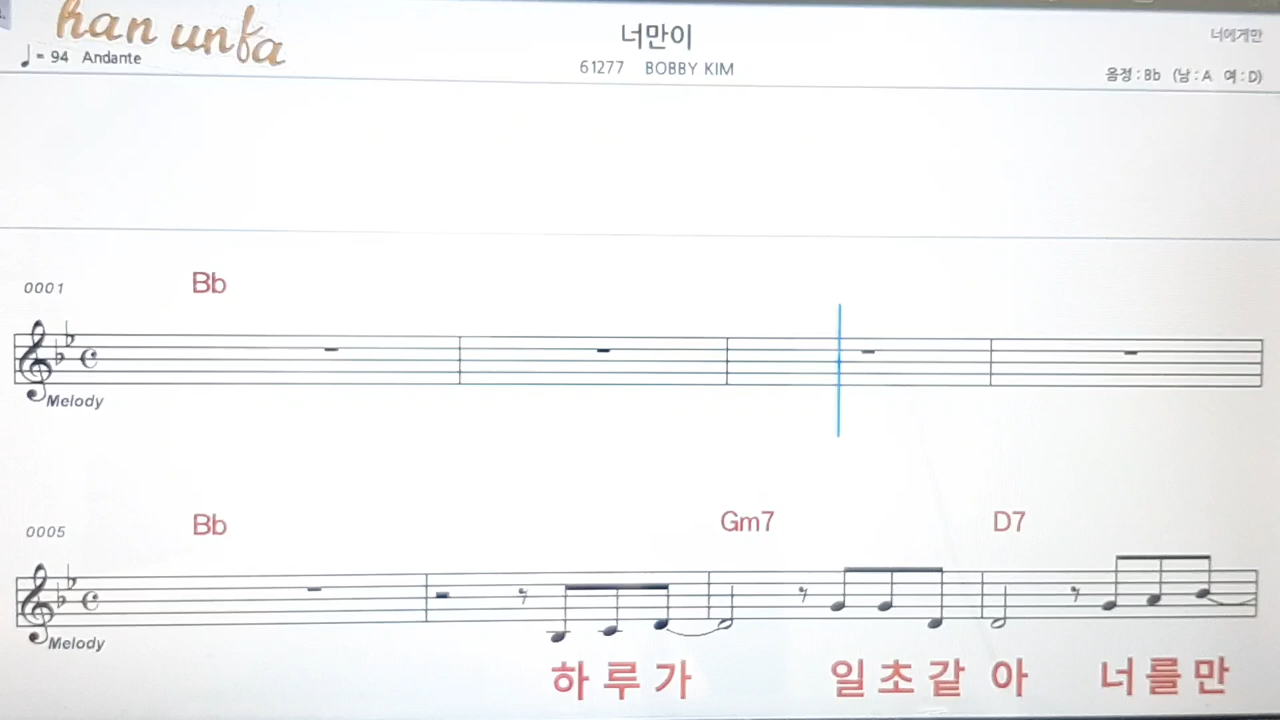 han unfa
♩= 94 Andante
너만이
61277 BOBBY KIM
너에게만
음정 : Bb (남 : A 여 : D)
0001
Bb
Melody
0005
Bb Gm7 D7
Melody
하 루 가 일 초 같 아 너 를 만